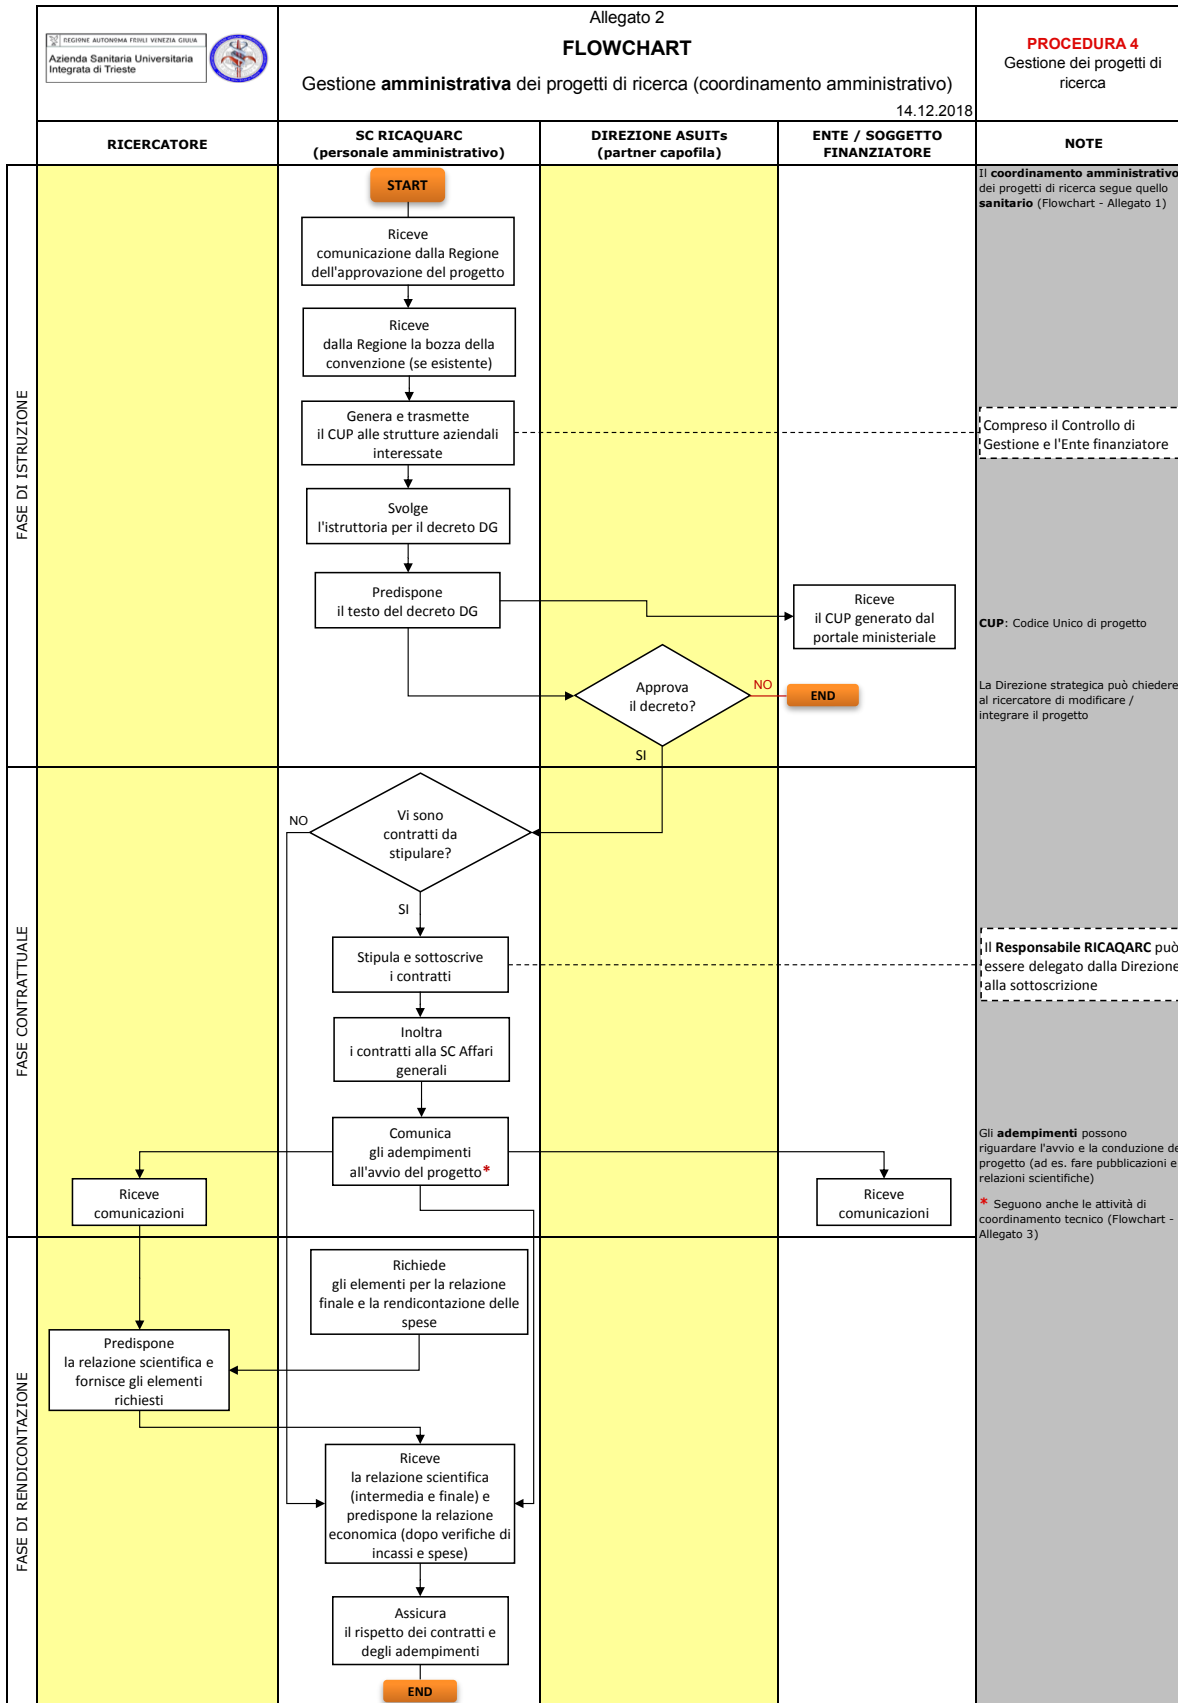 REGIONE AUTONOMA FRIULI VENEZIA GIULIA
Azienda Sanitaria Universitaria
Integrata di Trieste
Allegato 2
FLOWCHART
Gestione amministrativa dei progetti di ricerca (coordinamento amministrativo)
14.12.2018
PROCEDURA 4
Gestione dei progetti di
ricerca
RICERCATORE
SC RICAQUARC
(personale amministrativo)
DIREZIONE ASUITs
(partner capofila)
ENTE / SOGGETTO
FINANZIATORE
NOTE
FASE DI ISTRUZIONE
START
Il coordinamento amministrativo
dei progetti di ricerca segue quello
sanitario (Flowchart - Allegato 1)
Riceve
comunicazione dalla Regione
dell'approvazione del progetto
Riceve
dalla Regione la bozza della
convenzione (se esistente)
Genera e trasmette
il CUP alle strutture aziendali
interessate
Compreso il Controllo di
Gestione e l'Ente finanziatore
Svolge
l'istruttoria per il decreto DG
Predispone
il testo del decreto DG
Riceve
il CUP generato dal
portale ministeriale
CUP: Codice Unico di progetto
Approva
il decreto?
NO
END
SI
La Direzione strategica può chiedere
al ricercatore di modificare /
integrare il progetto
FASE CONTRATTUALE
Vi sono
contratti da
stipulare?
NO
SI
Stipula e sottoscrive
i contratti
Il Responsabile RICAQARC può
essere delegato dalla Direzione
alla sottoscrizione
Inoltra
i contratti alla SC Affari
generali
Comunica
gli adempimenti
all'avvio del progetto*
Riceve
comunicazioni
Riceve
comunicazioni
Gli adempimenti possono
riguardare l'avvio e la conduzione de
progetto (ad es. fare pubblicazioni e
relazioni scientifiche)
* Seguono anche le attività di
coordinamento tecnico (Flowchart -
Allegato 3)
FASE DI RENDICONTAZIONE
Richiede
gli elementi per la relazione
finale e la rendicontazione delle
spese
Predispone
la relazione scientifica e
fornisce gli elementi
richiesti
Riceve
la relazione scientifica
(intermedia e finale) e
predispone la relazione
economica (dopo verifiche di
incassi e spese)
Assicura
il rispetto dei contratti e
degli adempimenti
END